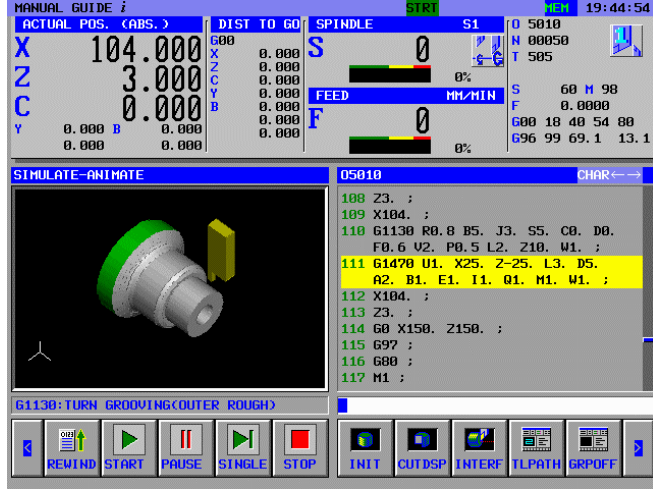 MANUAL GUIDE i STRT MEM 19:44:54
ACTUAL POS. (ABS.)
X 104.000
Z 3.000
C 0.000
Y 0.000 B 0.000
0.000 0.000
DIST TO GO
G00
X 0.000
Z 0.000
C 0.000
Y 0.000
B 0.000
0.000
0.000
SPINDLE S1
S 0
0%
FEED MM/MIN
F 0
0%
O 5010
N 00050
T 505
S 60 M 98
F 0.0000
G00 18 40 54 80
G96 99 69.1 13.1
SIMULATE-ANIMATE
O5010 CHAR←→
108 Z3. ;
109 X104. ;
110 G1130 R0.8 B5. J3. S5. C0. D0.
F0.6 V2. P0.5 L2. Z10. W1. ;
111 G1470 U1. X25. Z-25. L3. D5.
A2. B1. E1. I1. Q1. M1. W1. ;
112 X104. ;
113 Z3. ;
114 G0 X150. Z150. ;
115 G97 ;
116 G80 ;
117 M1 ;
G1130:TURN GROOVING(OUTER ROUGH)
REWIND START PAUSE SINGLE STOP INIT CUTDSP INTERF TLPATH GRPOFF